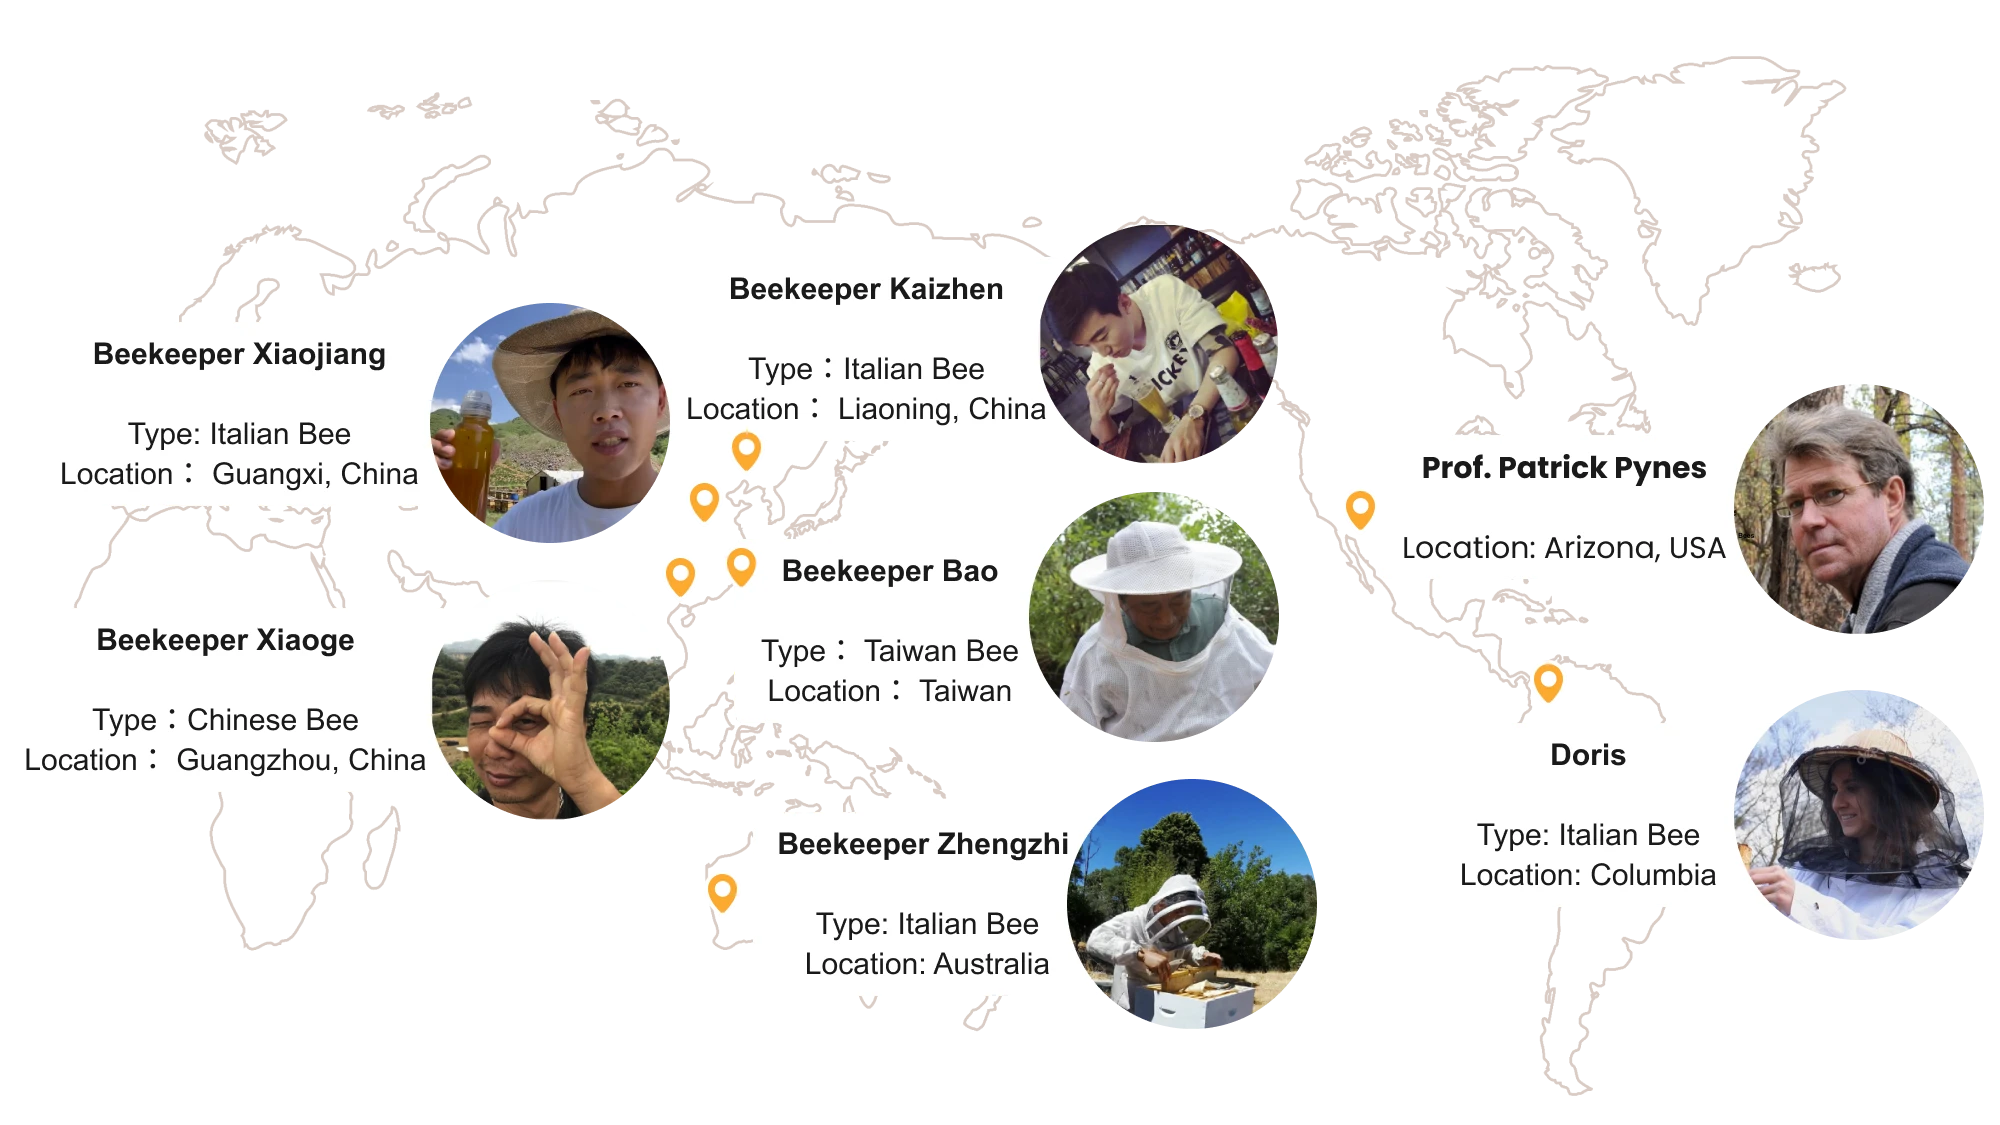 Beekeeper Xiaojiang
Type: Italian Bee
Location： Guangxi, China
Beekeeper Xiaoge
Type：Chinese Bee
Location： Guangzhou, China
Beekeeper Kaizhen
Type：Italian Bee
Location： Liaoning, China
Beekeeper Bao
Type： Taiwan Bee
Location： Taiwan
Beekeeper Zhengzhi
Type: Italian Bee
Location: Australia
Prof. Patrick Pynes
Location: Arizona, USA
Doris
Type: Italian Bee
Location: Columbia